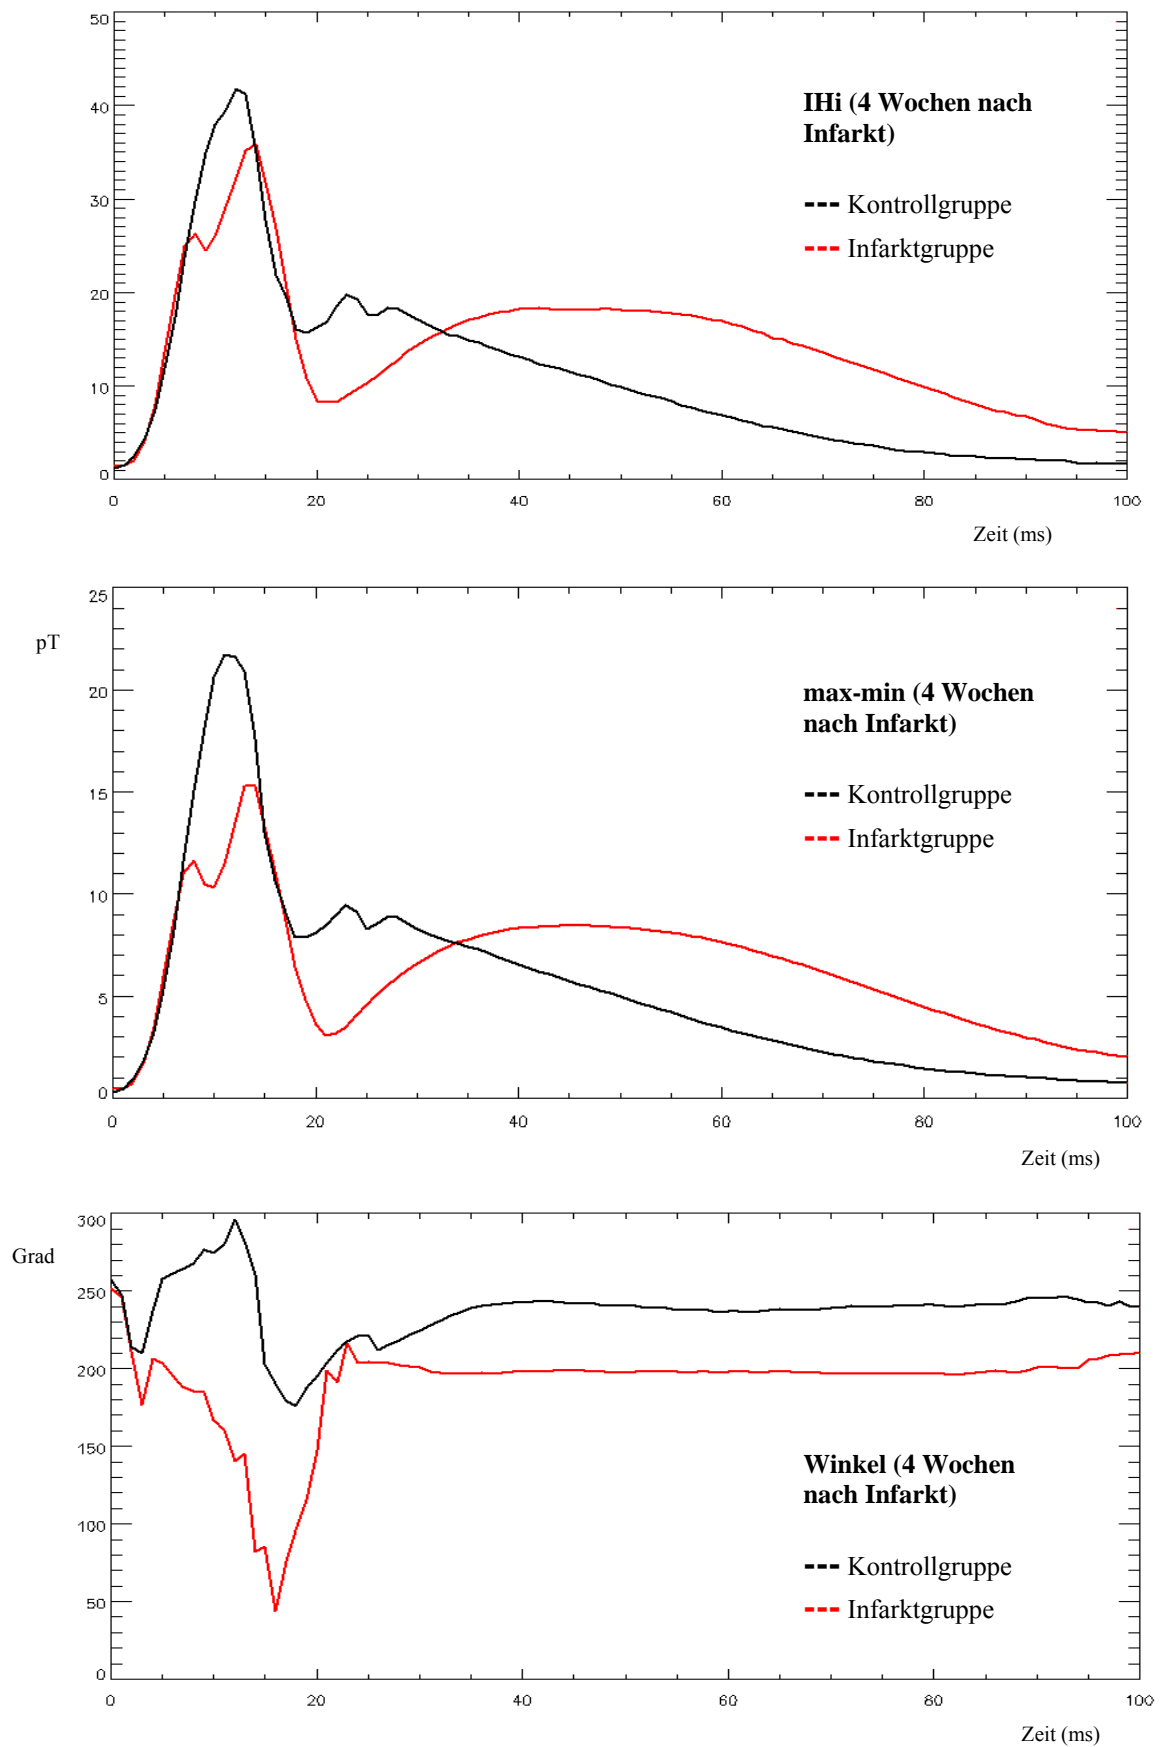 50
40
30
20
10
0
IHi (4 Wochen nach
Infarkt)
Kontrollgruppe
Infarktgruppe
0 20 40 60 80 100
Zeit (ms)
pT
25
20
15
10
5
0
max-min (4 Wochen
nach Infarkt)
Kontrollgruppe
Infarktgruppe
0 20 40 60 80 100
Zeit (ms)
Grad
300
250
200
150
100
50
0
Winkel (4 Wochen
nach Infarkt)
Kontrollgruppe
Infarktgruppe
0 20 40 60 80 100
Zeit (ms)